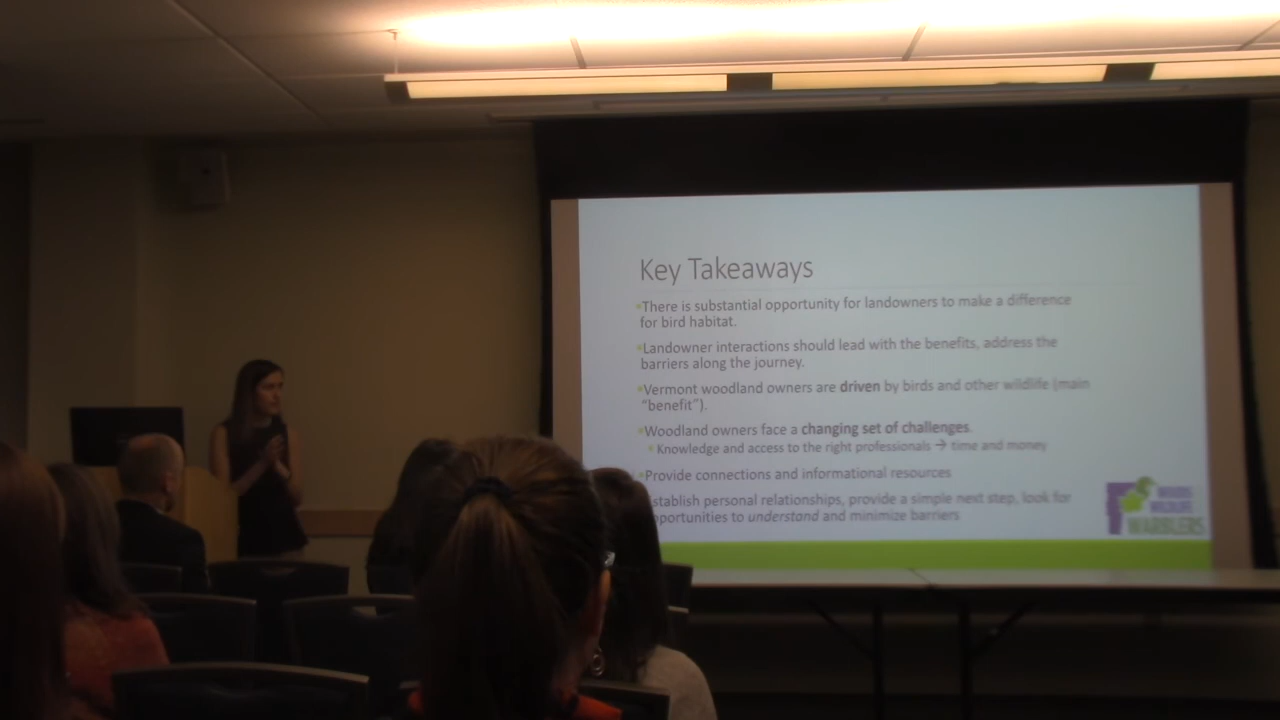 Key Takeaways
There is substantial opportunity for landowners to make a difference
for bird habitat.
Landowner interactions should lead with the benefits, address the
barriers along the journey.
Vermont woodland owners are driven by birds and other wildlife (main
"benefit").
Woodland owners face a changing set of challenges.
Knowledge and access to the right professionals → time and money
Provide connections and informational resources
stablish personal relationships, provide a simple next step, look for
pportunities to understand and minimize barriers
WOODS
WILDLIFE
WARBLERS